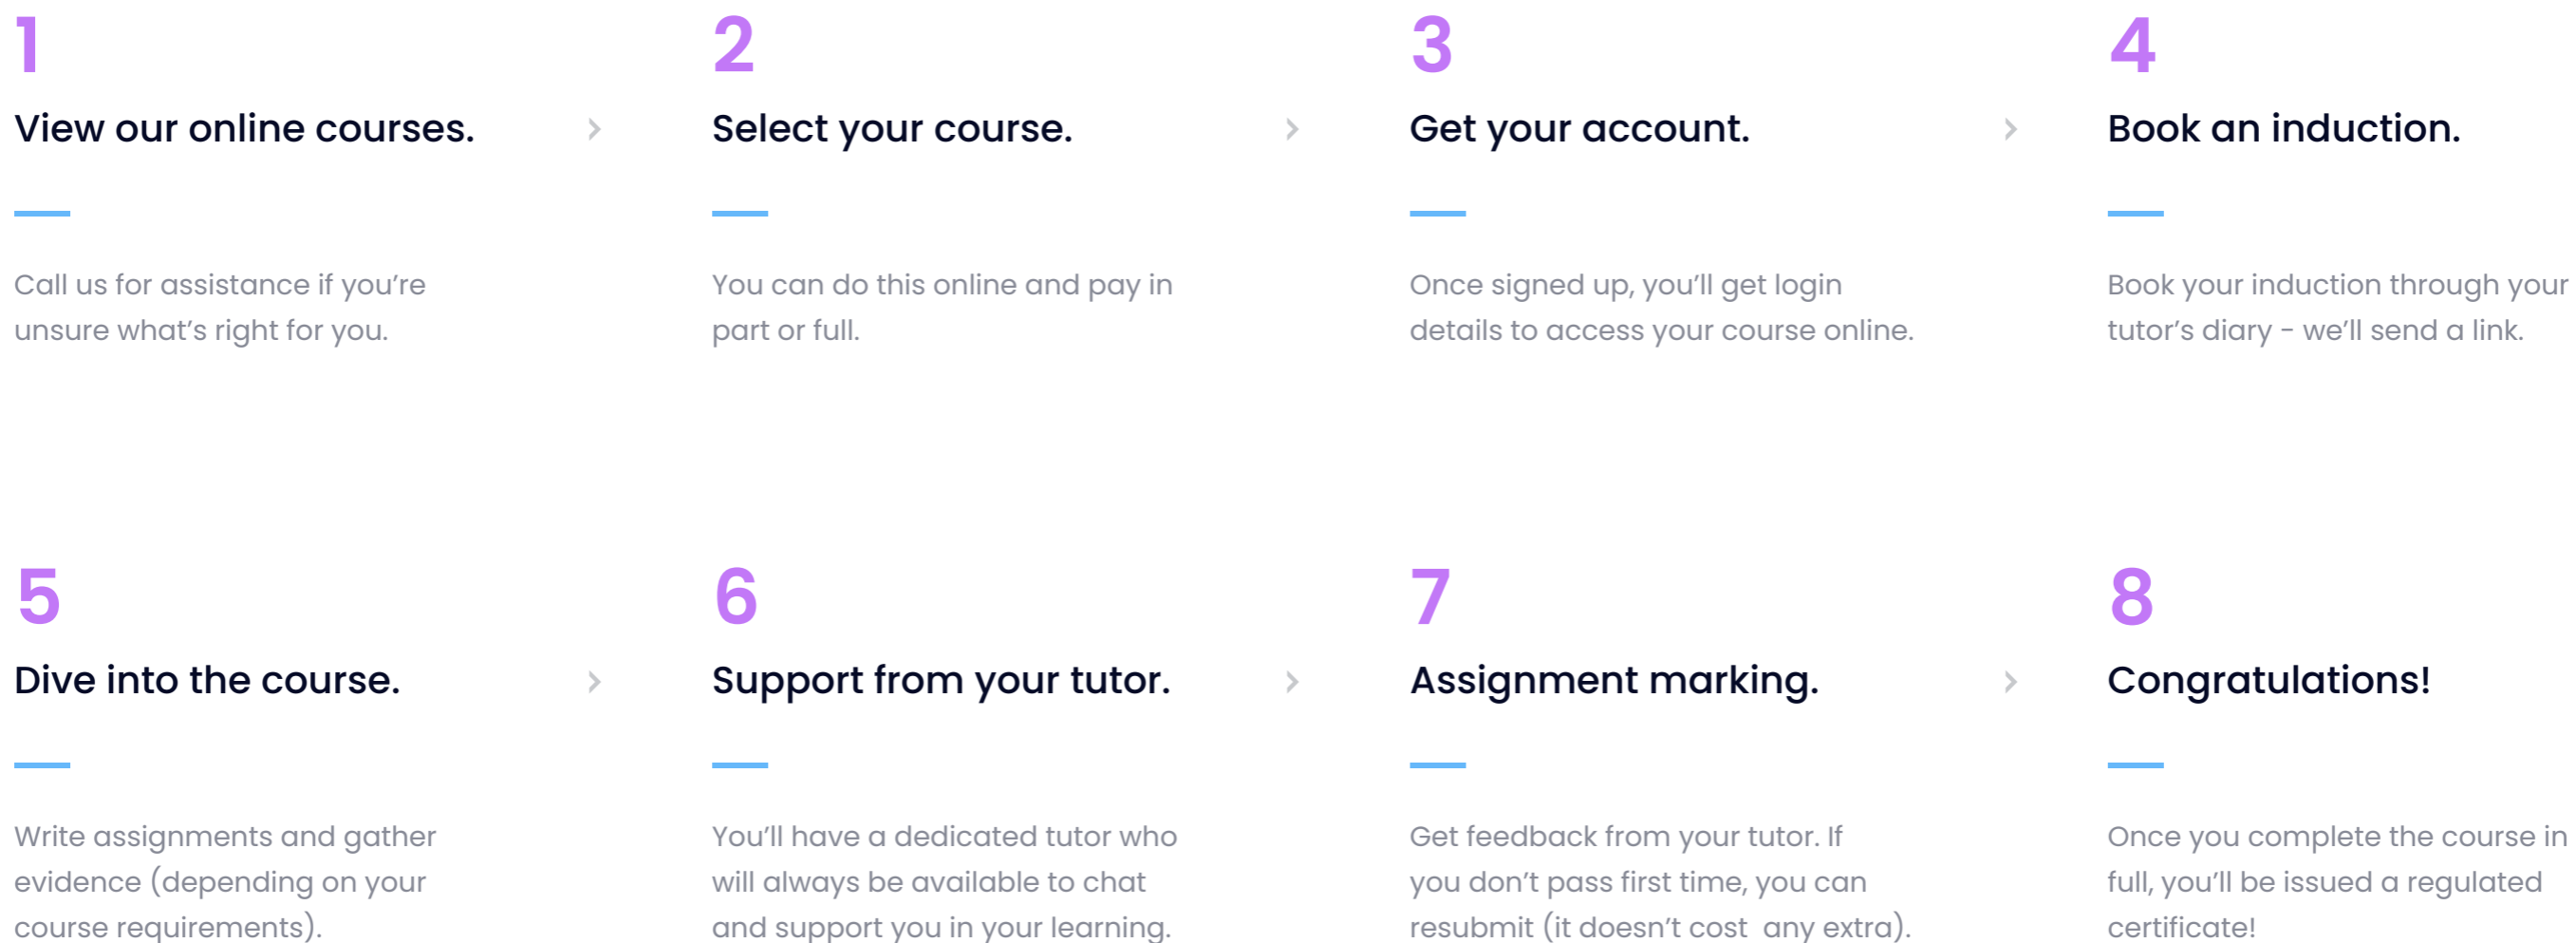 1
View our online courses.
Call us for assistance if you’re
unsure what’s right for you.
2
Select your course.
You can do this online and pay in
part or full.
3
Get your account.
Once signed up, you’ll get login
details to access your course online.
4
Book an induction.
Book your induction through your
tutor’s diary - we’ll send a link.
5
Dive into the course.
Write assignments and gather
evidence (depending on your
course requirements).
6
Support from your tutor.
You’ll have a dedicated tutor who
will always be available to chat
and support you in your learning.
7
Assignment marking.
Get feedback from your tutor. If
you don’t pass first time, you can
resubmit (it doesn’t cost  any extra).
8
Congratulations!
Once you complete the course in
full, you’ll be issued a regulated
certificate!